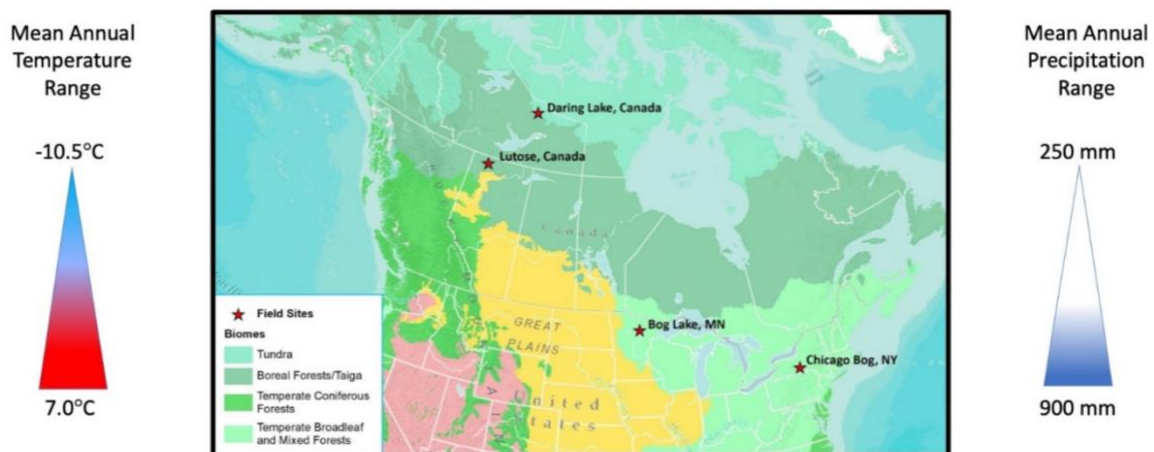 Mean Annual
Temperature
Range
-10.5°C
7.0°C
Daring Lake, Canada
Lutose, Canada
Canada
Bog Lake, MN
GREAT
PLAINS
Chicago Bog, NY
United
States
Field Sites
Biomes
Tundra
Boreal Forests/Taiga
Temperate Coniferous
Forests
Temperate Broadleaf
and Mixed Forests
Mean Annual
Precipitation
Range
250 mm
900 mm